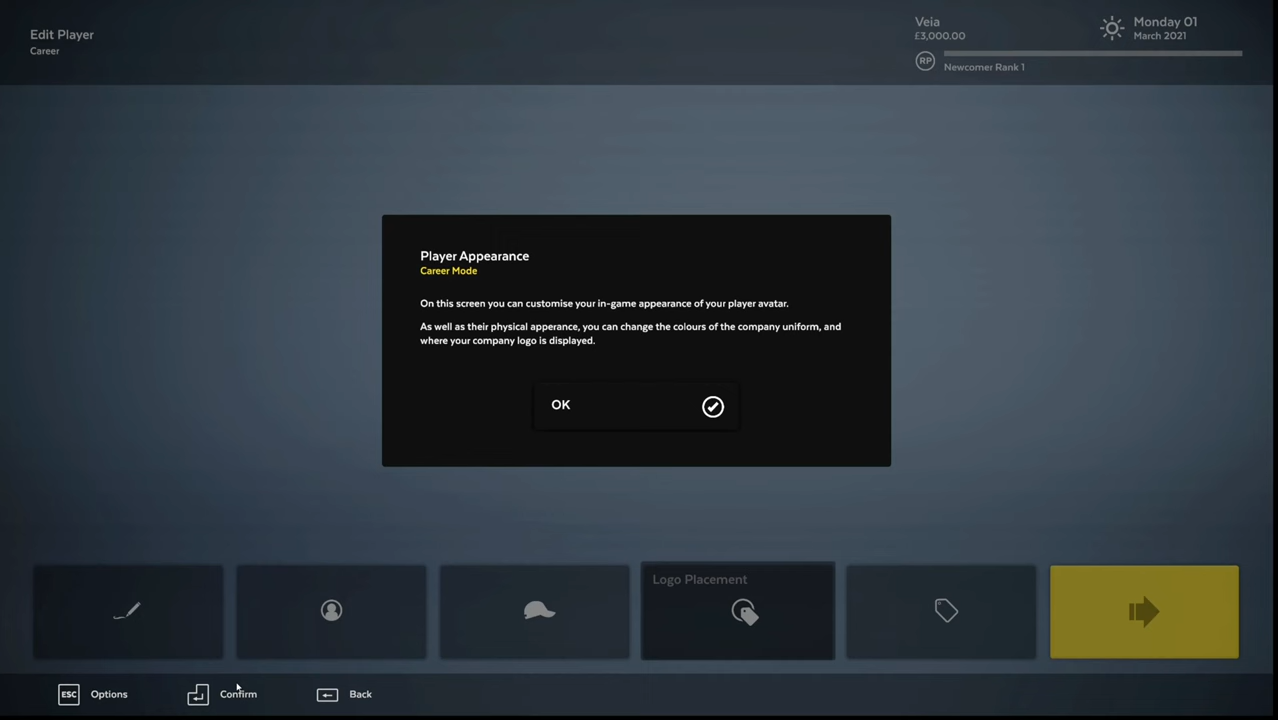 Edit Player
Career
Veia
£3,000.00
Monday 01
March 2021
RP
Newcomer Rank 1
Player Appearance
Career Mode
On this screen you can customise your in-game appearance of your player avatar.
As well as their physical apperance, you can change the colours of the company uniform, and
where your company logo is displayed.
OK
Logo Placement
ESC Options
Confirm
Back